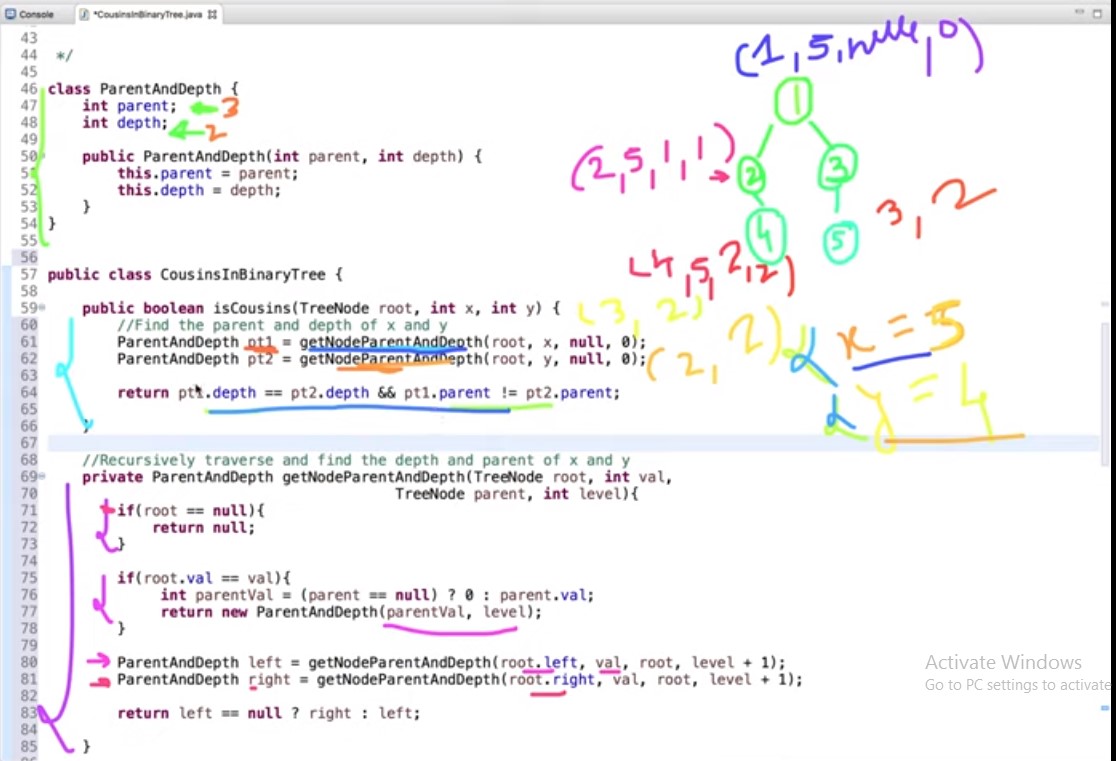 Console
*CousinsInBinaryTree.java
43
44 */
45
46 class ParentAndDepth {
47 int parent; 3
48 int depth; 2
49
50 public ParentAndDepth(int parent, int depth) {
51 this.parent = parent;
52 this.depth = depth;
53 }
54 }
55
56
57 public class CousinsInBinaryTree {
58
59 public boolean isCousins(TreeNode root, int x, int y) {
60 //Find the parent and depth of x and y
61 ParentAndDepth pt1 = getNodeParentAndDepth(root, x, null, 0);
62 ParentAndDepth pt2 = getNodeParentAndDepth(root, y, null, 0);
63
64 return pt1.depth == pt2.depth && pt1.parent != pt2.parent;
65
66 }
67
68 //Recursively traverse and find the depth and parent of x and y
69 private ParentAndDepth getNodeParentAndDepth(TreeNode root, int val,
70 TreeNode parent, int level){
71 if(root == null){
72 return null;
73 }
74
75 if(root.val == val){
76 int parentVal = (parent == null) ? 0 : parent.val;
77 return new ParentAndDepth(parentVal, level);
78 }
79
80 ParentAndDepth left = getNodeParentAndDepth(root.left, val, root, level + 1);
81 ParentAndDepth right = getNodeParentAndDepth(root.right, val, root, level + 1);
82
83 return left == null ? right : left;
84
85 }
(1,5,null,0)
1
(2,5,1,1)
2 3
4 5
3,2
(4,5,2,2)
(3,2)
(2,2)
x = 5
y = 4
Activate Windows
Go to PC settings to activate